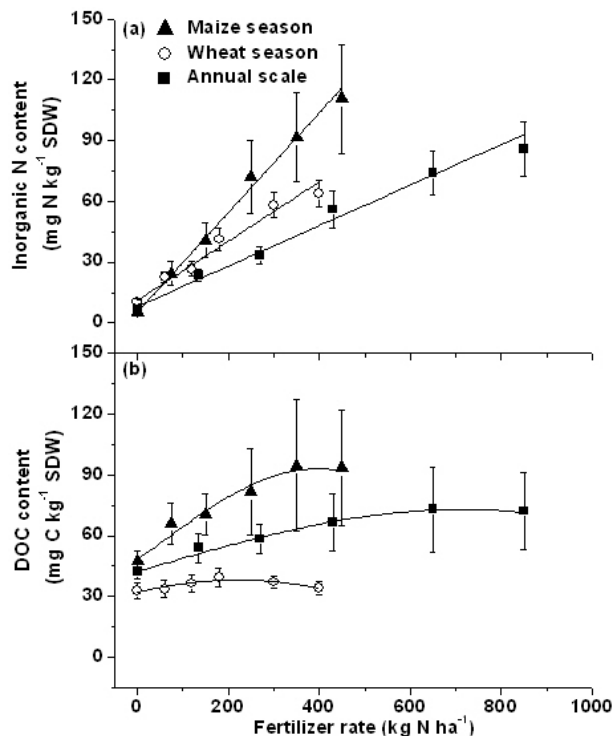 (a)
Maize season
Wheat season
Annual scale
Inorganic N content
(mg N kg⁻¹ SDW)
150
120
90
60
30
0
(b)
DOC content
(mg C kg⁻¹ SDW)
150
120
90
60
30
0
0 200 400 600 800 1000
Fertilizer rate (kg N ha⁻¹)